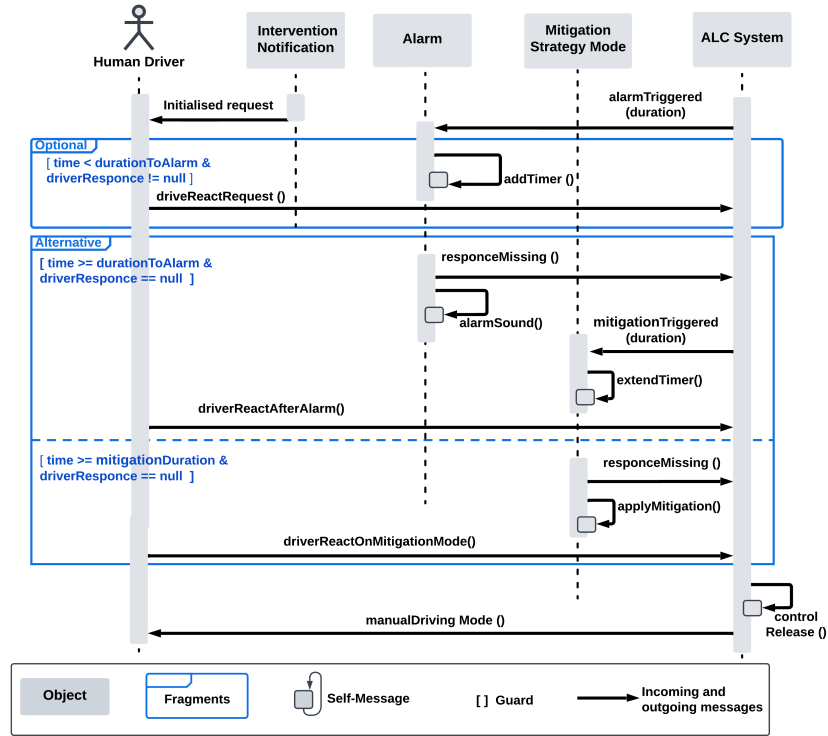 Human Driver
Intervention
Notification
Alarm
Mitigation
Strategy Mode
ALC System
Initialised request
alarmTriggered
(duration)
Optional
[ time < durationToAlarm &
driverResponce != null ]
addTimer ()
driveReactRequest ()
Alternative
[ time >= durationToAlarm &
driverResponce == null ]
responceMissing ()
alarmSound()
mitigationTriggered
(duration)
extendTimer()
driverReactAfterAlarm()
[ time >= mitigationDuration &
driverResponce == null ]
responceMissing ()
applyMitigation()
driverReactOnMitigationMode()
control
Release ()
manualDriving Mode ()
Object
Fragments
Self-Message
[ ] Guard
Incoming and
outgoing messages